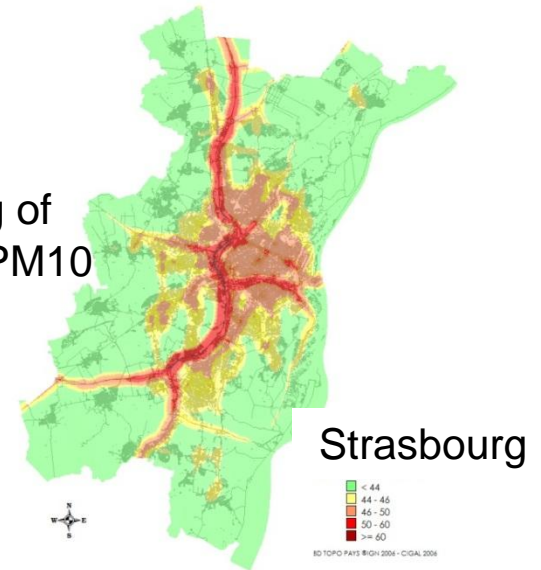 g of
PM10
Strasbourg
N
W E
S
< 44
44 - 46
46 - 50
50 - 60
>= 60
BD TOPO PAYS ®IGN 2006 - CIGAL 2006